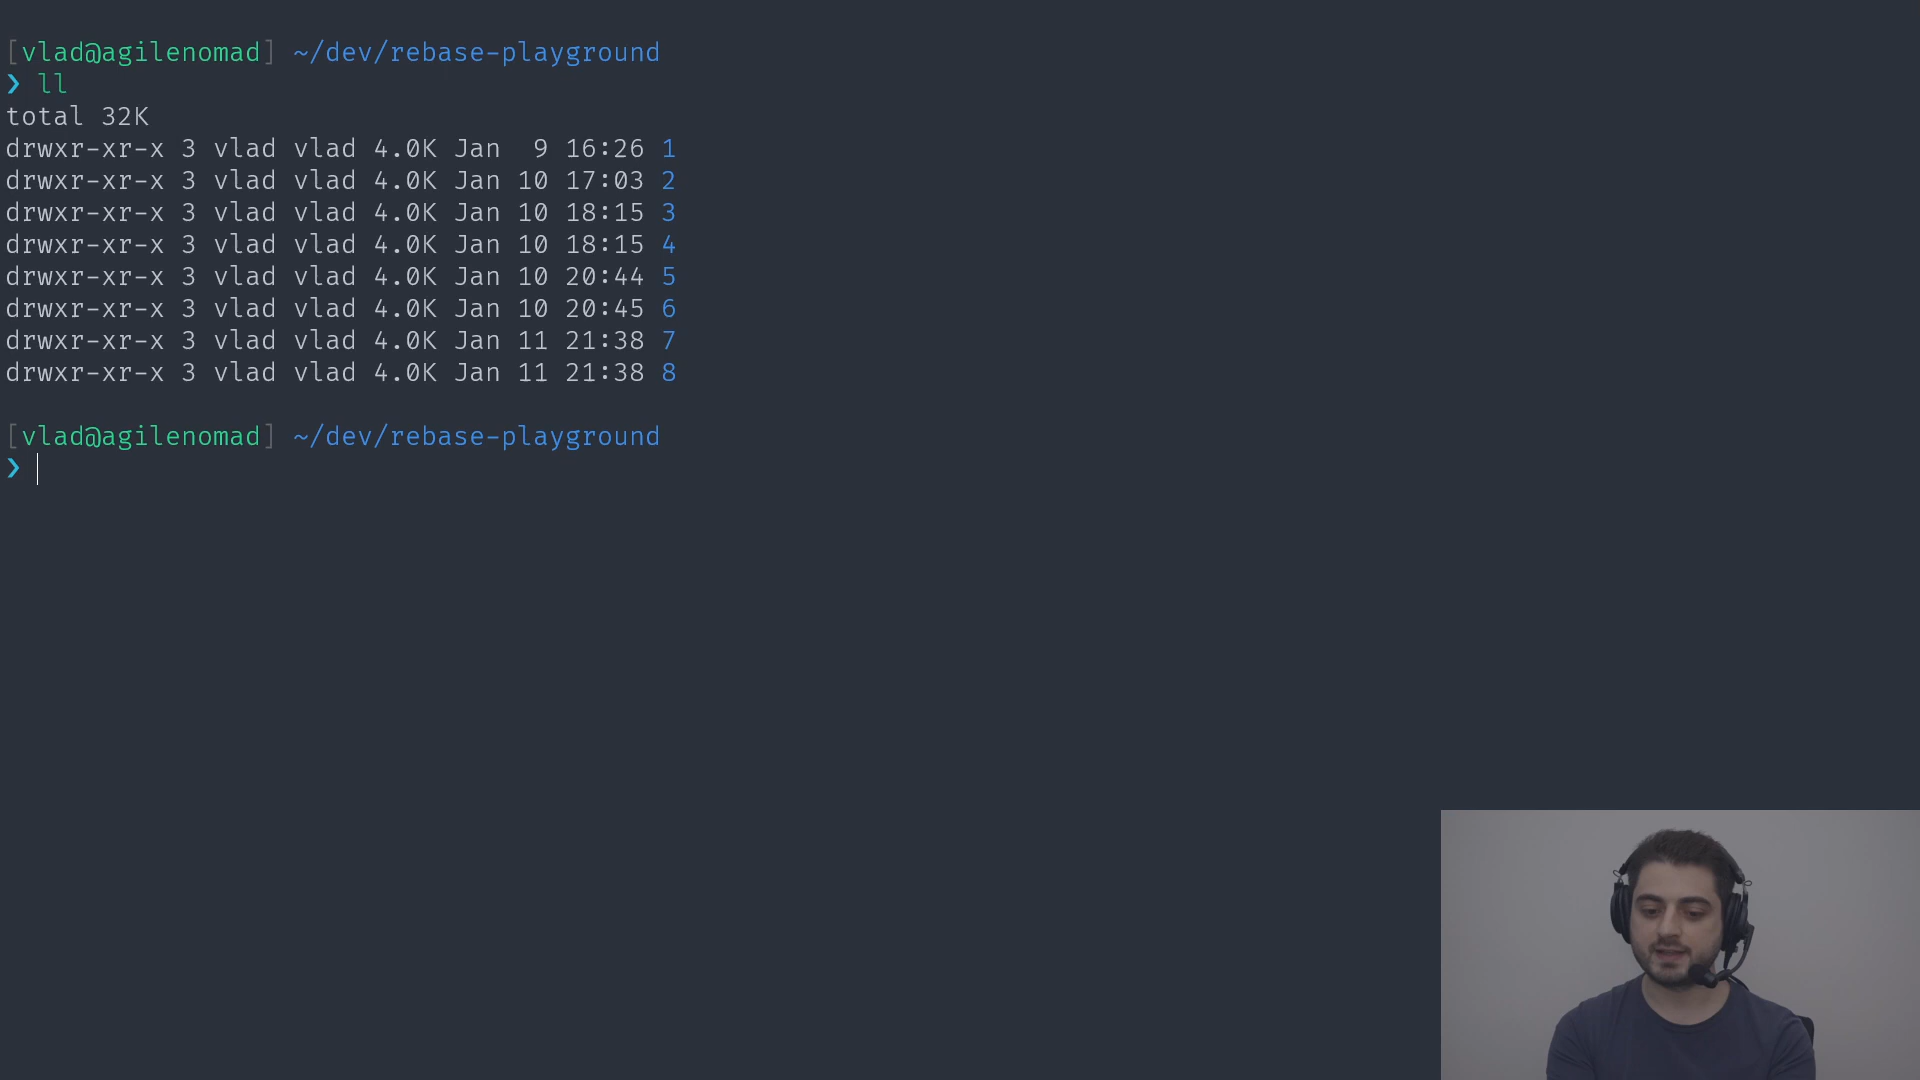 [vlad@agilenomad] ~/dev/rebase-playground
❯ ll
total 32K
drwxr-xr-x 3 vlad vlad 4.0K Jan  9 16:26 1
drwxr-xr-x 3 vlad vlad 4.0K Jan 10 17:03 2
drwxr-xr-x 3 vlad vlad 4.0K Jan 10 18:15 3
drwxr-xr-x 3 vlad vlad 4.0K Jan 10 18:15 4
drwxr-xr-x 3 vlad vlad 4.0K Jan 10 20:44 5
drwxr-xr-x 3 vlad vlad 4.0K Jan 10 20:45 6
drwxr-xr-x 3 vlad vlad 4.0K Jan 11 21:38 7
drwxr-xr-x 3 vlad vlad 4.0K Jan 11 21:38 8
[vlad@agilenomad] ~/dev/rebase-playground
❯